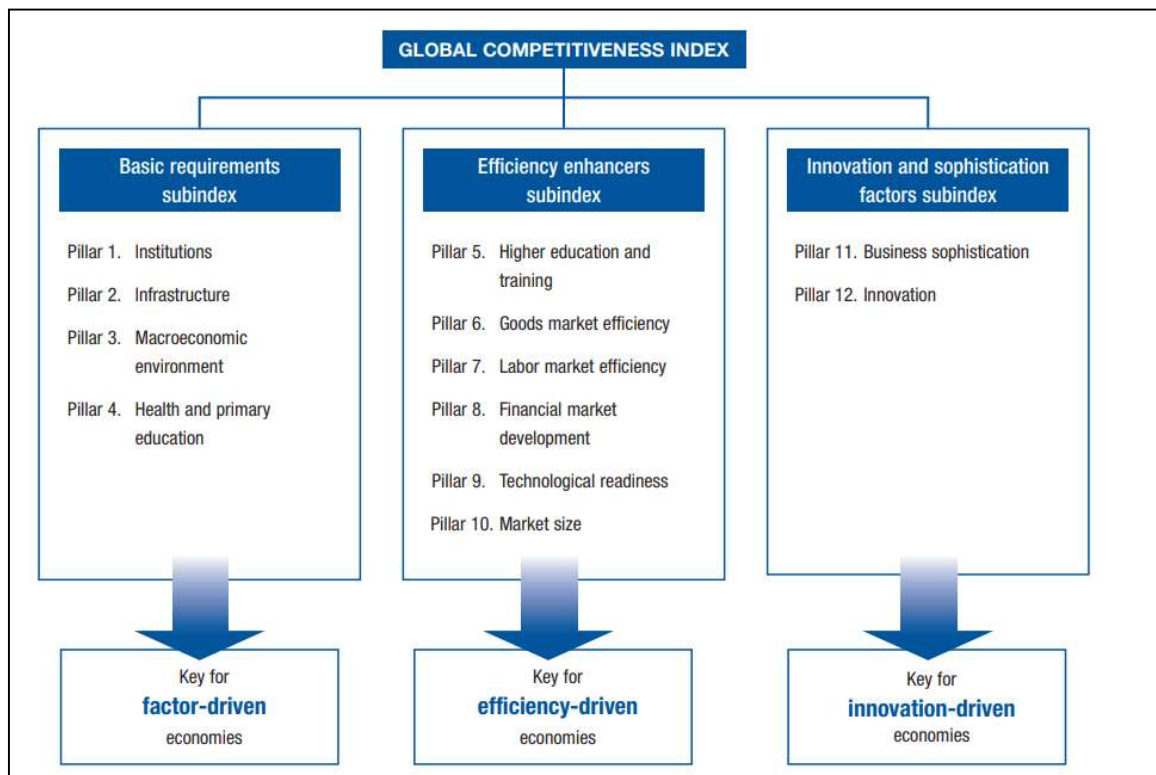 GLOBAL COMPETITIVENESS INDEX
Basic requirements
subindex
Pillar 1. Institutions
Pillar 2. Infrastructure
Pillar 3. Macroeconomic
environment
Pillar 4. Health and primary
education
Key for
factor-driven
economies
Efficiency enhancers
subindex
Pillar 5. Higher education and
training
Pillar 6. Goods market efficiency
Pillar 7. Labor market efficiency
Pillar 8. Financial market
development
Pillar 9. Technological readiness
Pillar 10. Market size
Key for
efficiency-driven
economies
Innovation and sophistication
factors subindex
Pillar 11. Business sophistication
Pillar 12. Innovation
Key for
innovation-driven
economies